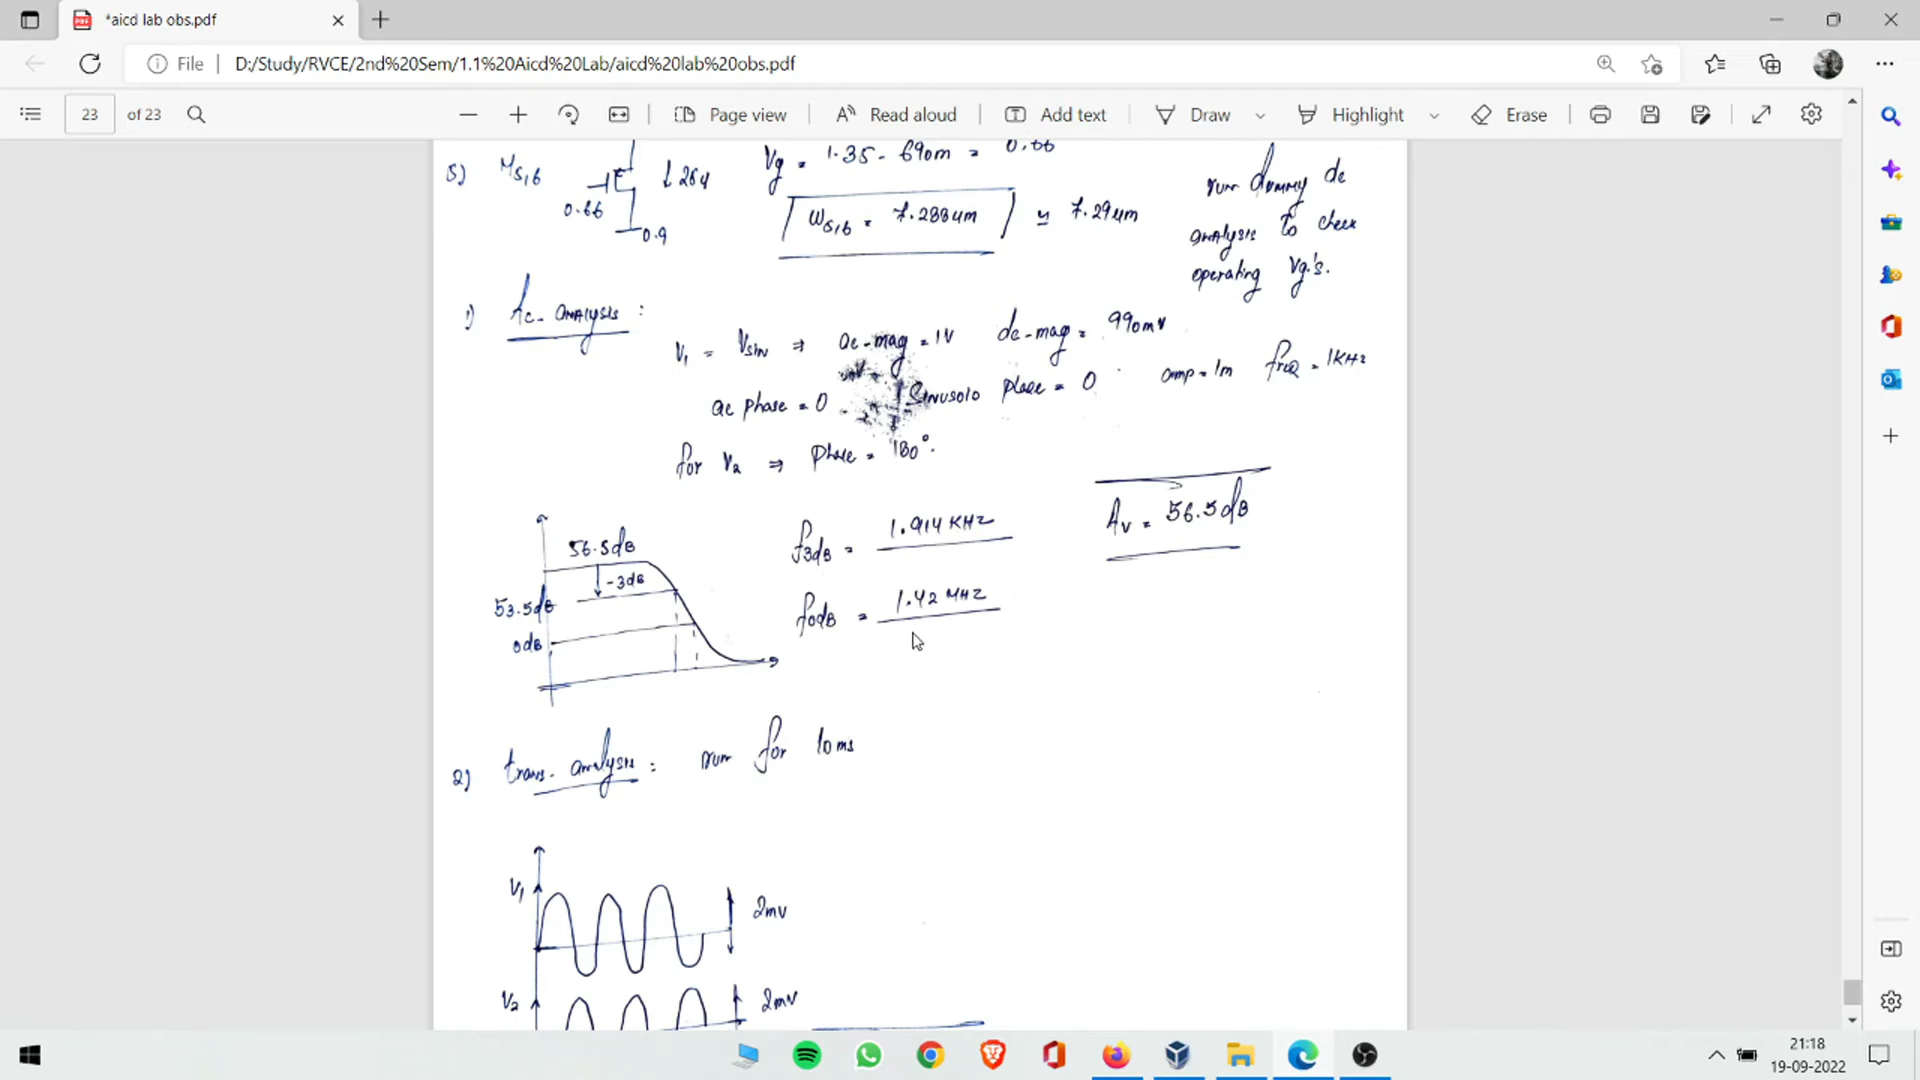 *aicd lab obs.pdf
File
D:/Study/RVCE/2nd%20Sem/1.1%20Aicd%20Lab/aicd%20lab%20obs.pdf
23 of 23
Page view
Read aloud
Add text
Draw
Highlight
Erase
5) M5,6 ↓26u Vg = 1.35 - 690m = 0.66
0.66
0.9
W5,6 = 7.288um ≃ 7.29um
run dummy dc
analysis to check
operating Vg's.
1) Ac-analysis :
V1 = Vsin ⇒ ac-mag = 1V dc-mag = 990mV
ac phase = 0 sinusoio phase = 0 amp = 1m freq = 1KHz
for V2 ⇒ Phase = 180°.
56.5dB
-3dB
53.5dB
0dB
f3dB = 1.914 KHz
f0dB = 1.42 MHz
Av = 56.5dB
2) trans. analysis : run for 10ms
V1 2mv
V2 2mv
21:18
19-09-2022